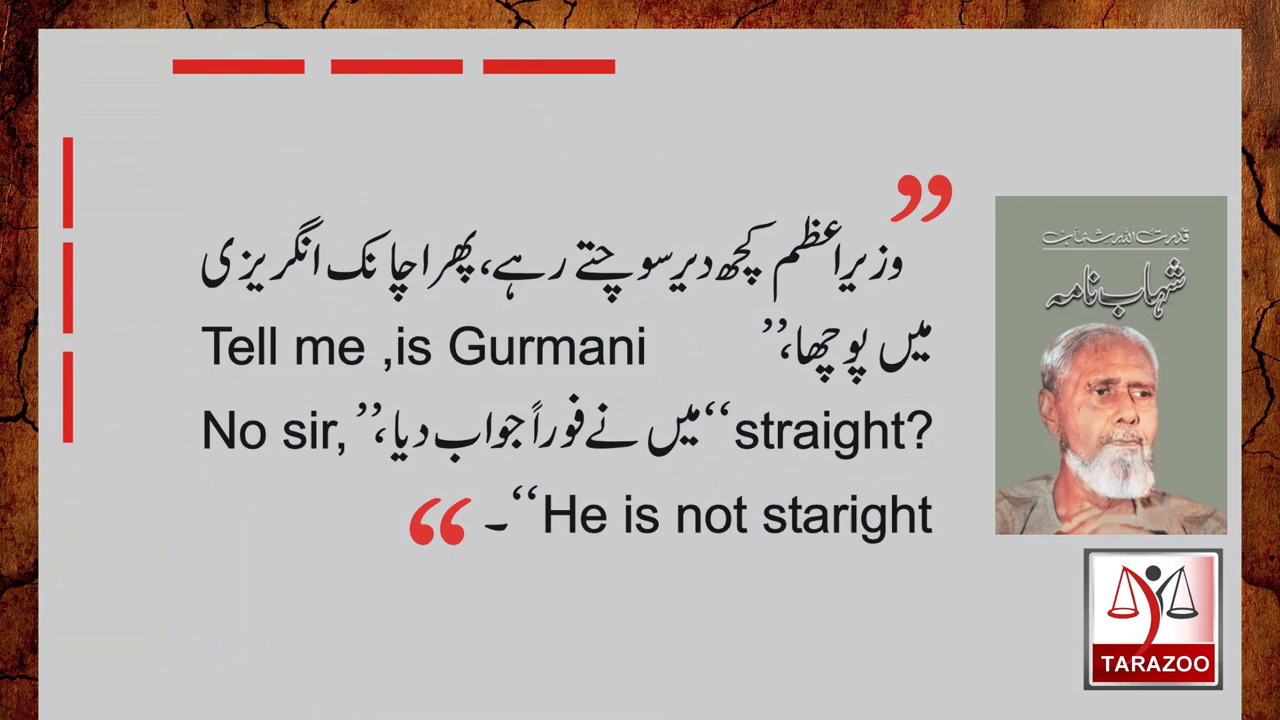 وزیراعظم کچھ دیر سوچتے رہے، پھر اچانک انگریزی
میں پوچھا،’’ Tell me ,is Gurmani
straight?‘‘ میں نے فوراً جواب دیا،’’ No sir,
He is not staright‘‘۔
قدرت اللہ شہاب
شہاب نامہ
TARAZOO